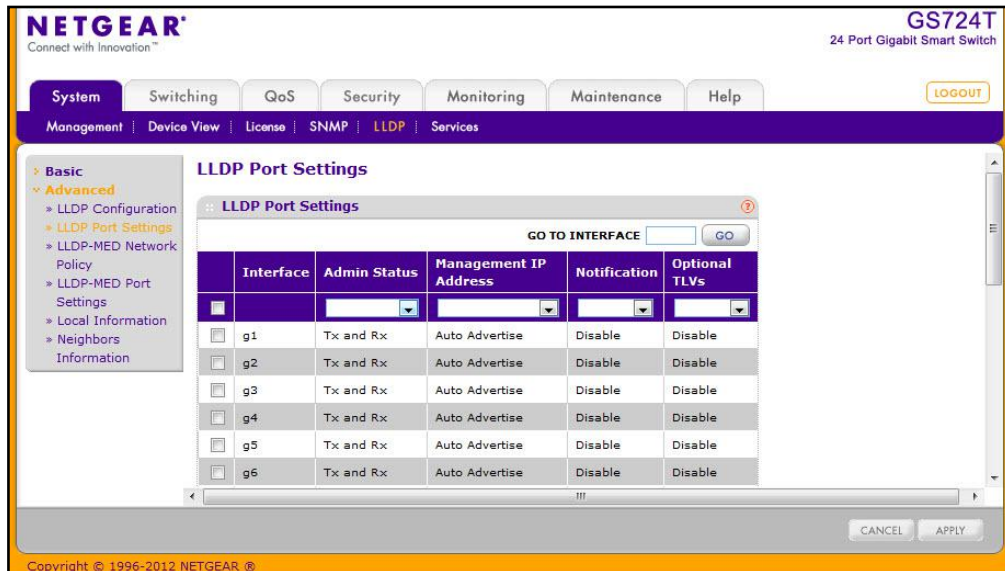 NETGEAR®
Connect with Innovation™
GS724T
24 Port Gigabit Smart Switch
System Switching QoS Security Monitoring Maintenance Help LOGOUT
Management Device View License SNMP LLDP Services
Basic
Advanced
» LLDP Configuration
» LLDP Port Settings
» LLDP-MED Network
Policy
» LLDP-MED Port
Settings
» Local Information
» Neighbors
Information
LLDP Port Settings
LLDP Port Settings ?
GO TO INTERFACE GO
Interface Admin Status Management IP Address Notification Optional TLVs
g1 Tx and Rx Auto Advertise Disable Disable
g2 Tx and Rx Auto Advertise Disable Disable
g3 Tx and Rx Auto Advertise Disable Disable
g4 Tx and Rx Auto Advertise Disable Disable
g5 Tx and Rx Auto Advertise Disable Disable
g6 Tx and Rx Auto Advertise Disable Disable
CANCEL APPLY
Copyright © 1996-2012 NETGEAR ®